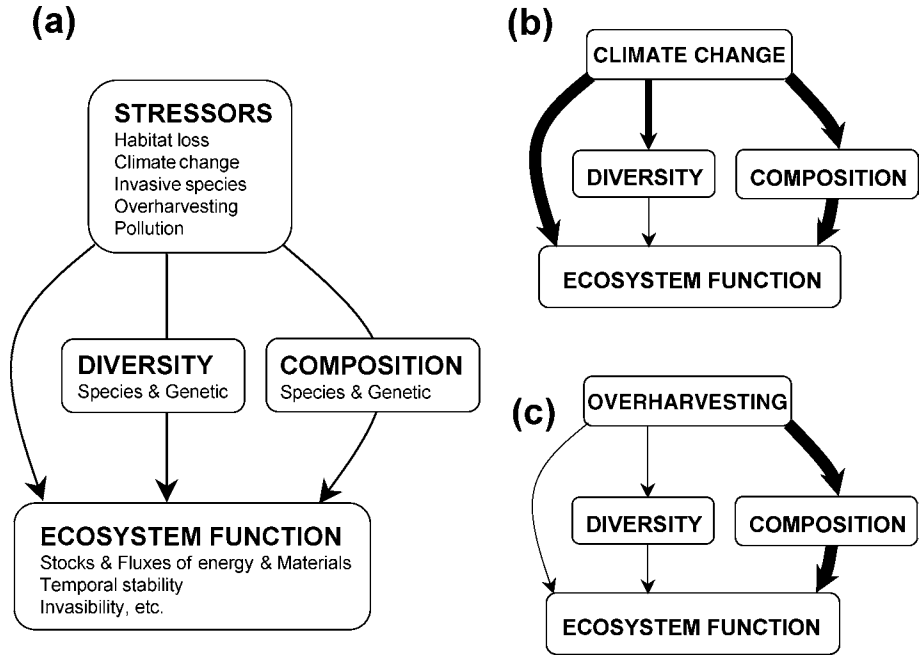 (a)
STRESSORS
Habitat loss
Climate change
Invasive species
Overharvesting
Pollution
DIVERSITY
Species & Genetic
COMPOSITION
Species & Genetic
ECOSYSTEM FUNCTION
Stocks & Fluxes of energy & Materials
Temporal stability
Invasibility, etc.
(b)
CLIMATE CHANGE
DIVERSITY
COMPOSITION
ECOSYSTEM FUNCTION
(c)
OVERHARVESTING
DIVERSITY
COMPOSITION
ECOSYSTEM FUNCTION